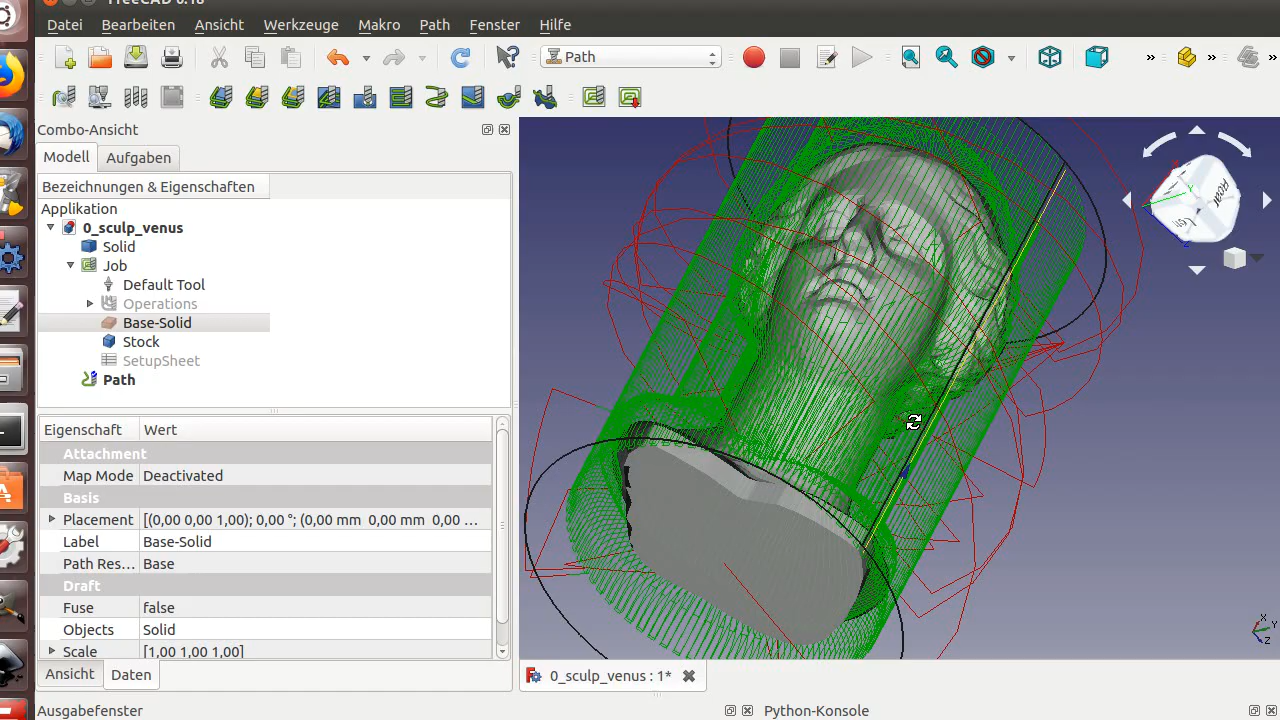 FreeCAD 0.18
Datei Bearbeiten Ansicht Werkzeuge Makro Path Fenster Hilfe
Path
Combo-Ansicht
Modell Aufgaben
Bezeichnungen & Eigenschaften
Applikation
0_sculp_venus
Solid
Job
Default Tool
Operations
Base-Solid
Stock
SetupSheet
Path
Eigenschaft Wert
Attachment
Map Mode Deactivated
Basis
Placement [(0,00 0,00 1,00); 0,00 °; (0,00 mm 0,00 mm 0,00 ...
Label Base-Solid
Path Res... Base
Draft
Fuse false
Objects Solid
Scale [1,00 1,00 1,00]
Ansicht Daten
Rear
X
Y
Z
0_sculp_venus : 1*
Ausgabefenster
Python-Konsole